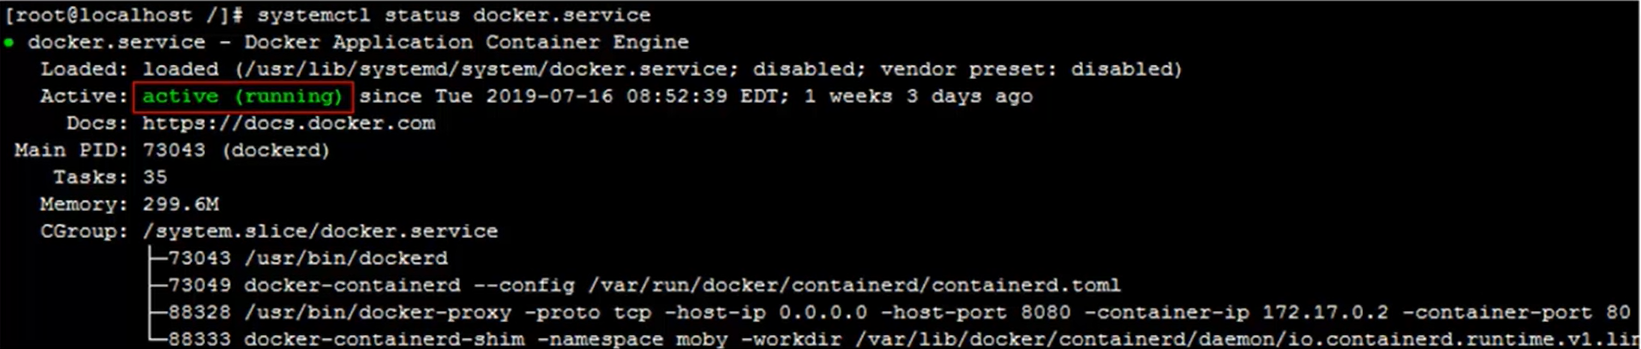 [root@localhost /]# systemctl status docker.service
● docker.service - Docker Application Container Engine
Loaded: loaded (/usr/lib/systemd/system/docker.service; disabled; vendor preset: disabled)
Active: active (running) since Tue 2019-07-16 08:52:39 EDT; 1 weeks 3 days ago
Docs: https://docs.docker.com
Main PID: 73043 (dockerd)
Tasks: 35
Memory: 299.6M
CGroup: /system.slice/docker.service
├─73043 /usr/bin/dockerd
├─73049 docker-containerd --config /var/run/docker/containerd/containerd.toml
├─88328 /usr/bin/docker-proxy -proto tcp -host-ip 0.0.0.0 -host-port 8080 -container-ip 172.17.0.2 -container-port 80
└─88333 docker-containerd-shim -namespace moby -workdir /var/lib/docker/containerd/daemon/io.containerd.runtime.v1.lin